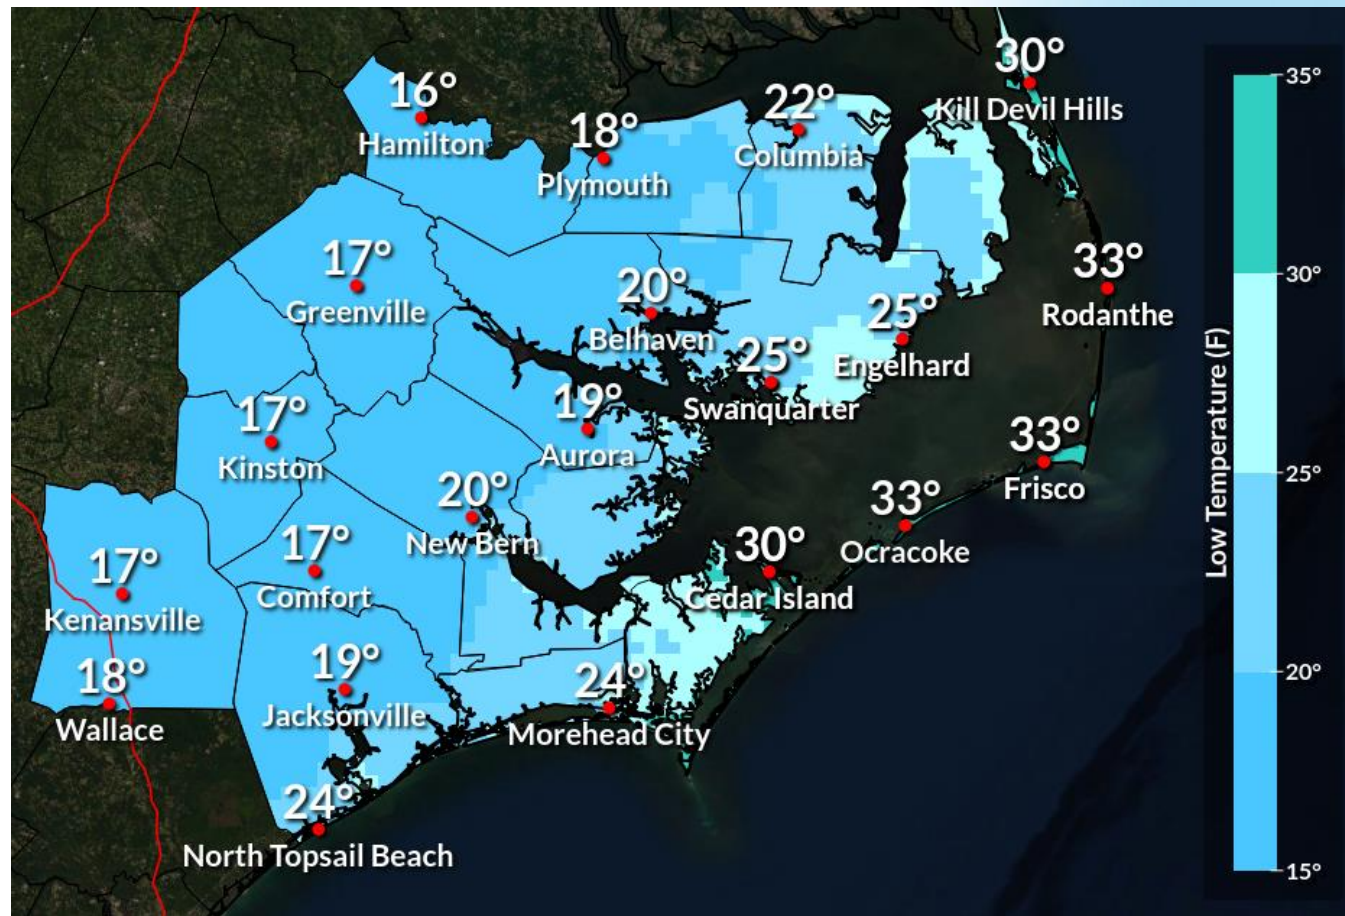 30°
Kill Devil Hills
35°
16°
Hamilton
22°
Columbia
18°
Plymouth
17°
Greenville
33°
Rodanthe
30°
20°
Belhaven
25°
Engelhard
25°
Swanquarter
19°
Aurora
17°
Kinston
33°
Frisco
Low Temperature (F)
25°
20°
New Bern
33°
Ocracoke
17°
Comfort
30°
Cedar Island
17°
Kenansville
18°
Wallace
19°
Jacksonville
24°
Morehead City
20°
24°
North Topsail Beach
15°